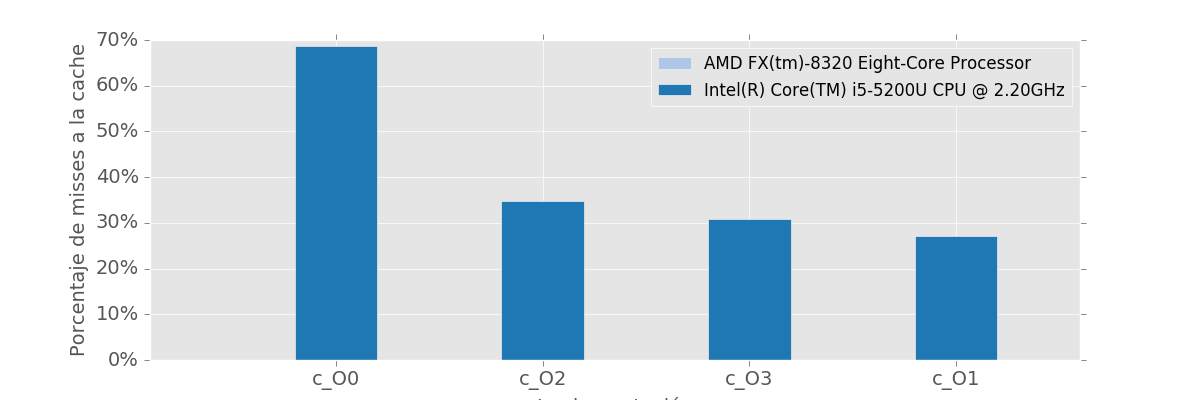 70%
60%
50%
40%
30%
20%
10%
0%
Porcentaje de misses a la cache
AMD FX(tm)-8320 Eight-Core Processor
Intel(R) Core(TM) i5-5200U CPU @ 2.20GHz
c_O0
c_O2
c_O3
c_O1